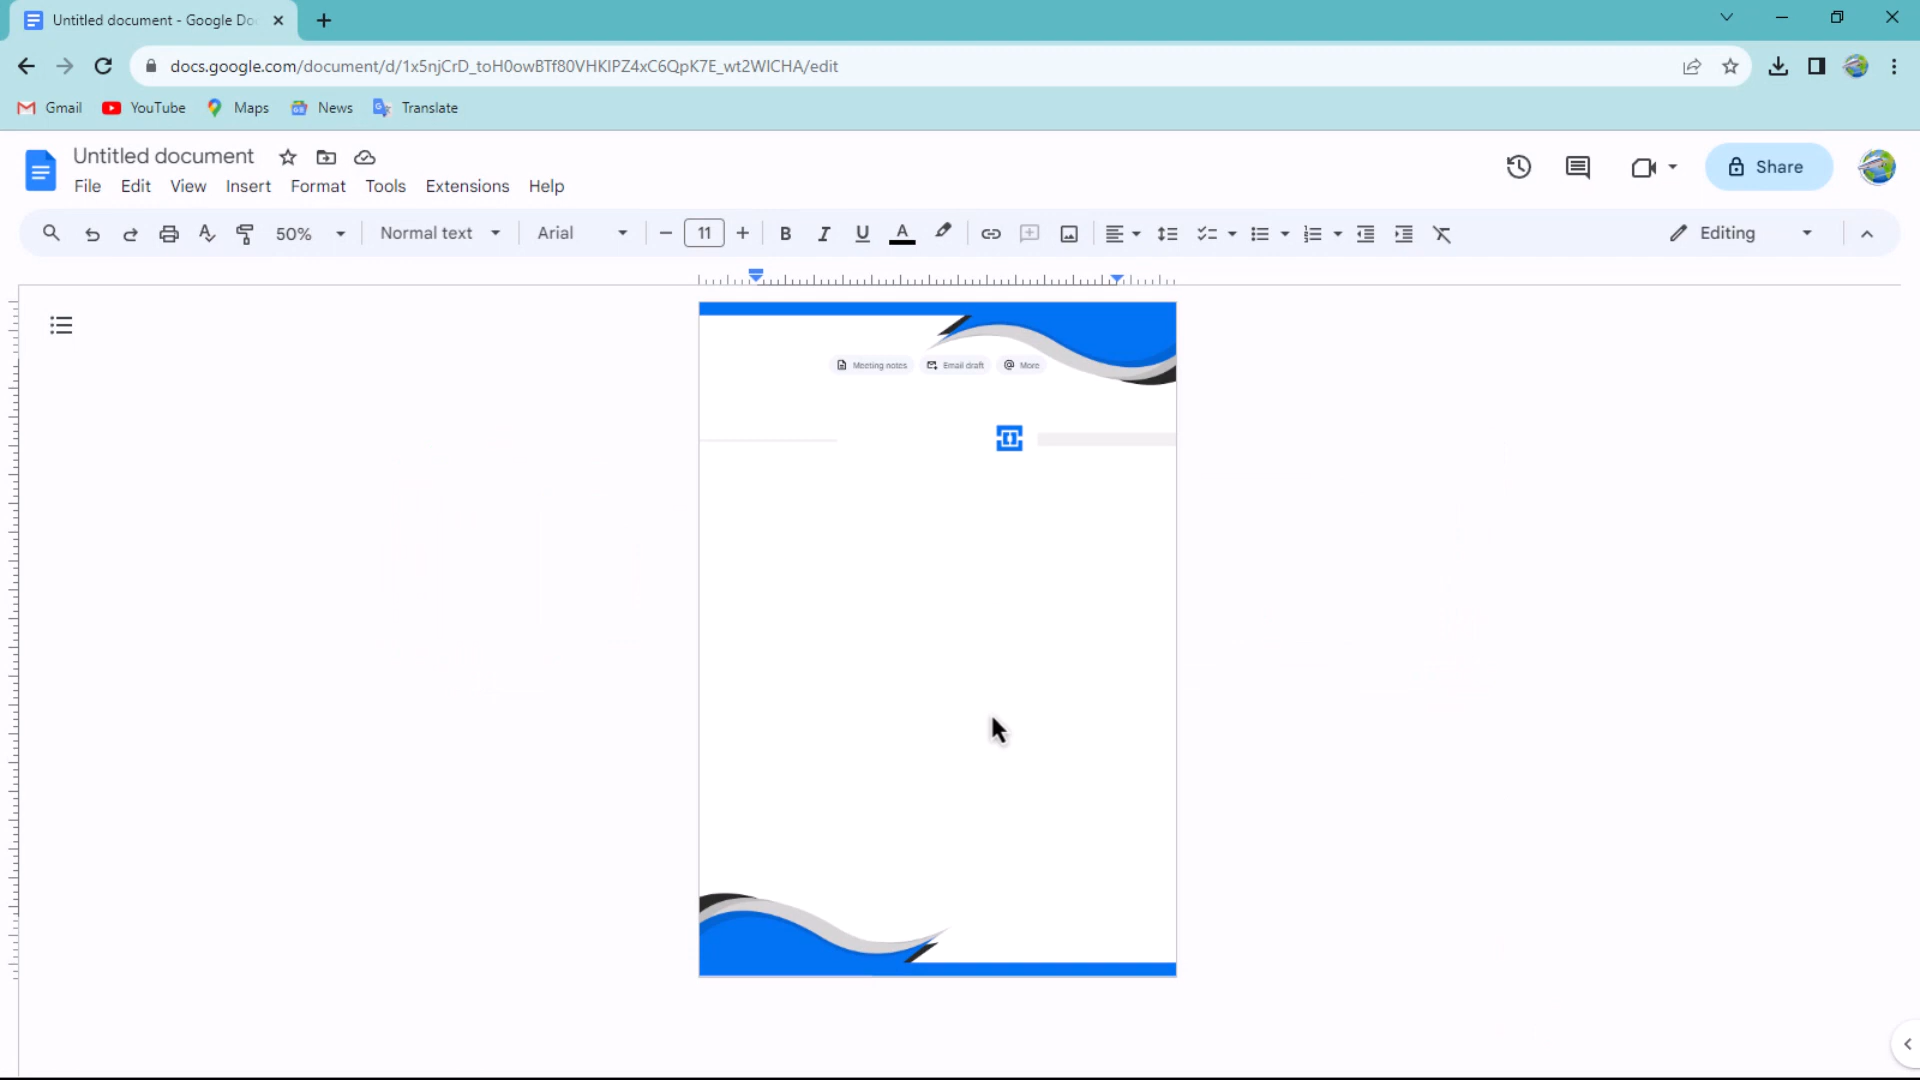 Untitled document - Google Do
docs.google.com/document/d/1x5njCrD_toH0owBTf80VHKIPZ4xC6QpK7E_wt2WICHA/edit
Gmail YouTube Maps News Translate
Untitled document
File Edit View Insert Format Tools Extensions Help
Share
50% Normal text Arial 11 Editing
Meeting notes Email draft More